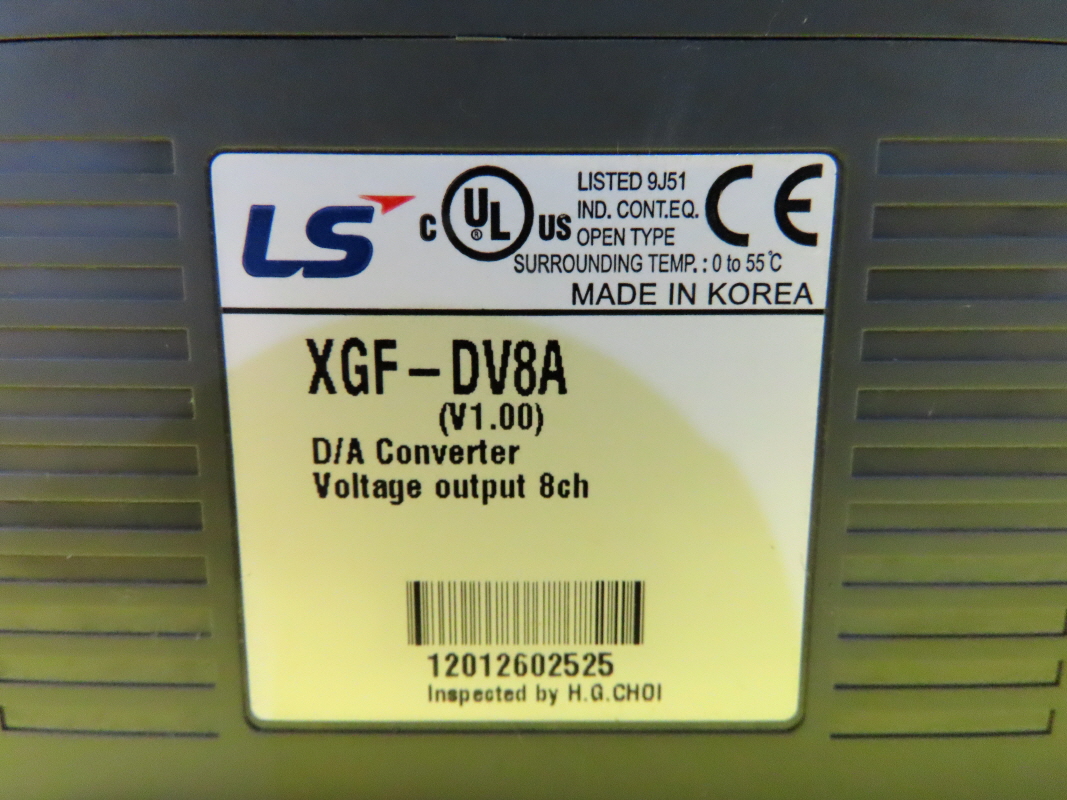 LS
C UL ® US
LISTED 9J51
IND. CONT.EQ.
OPEN TYPE
CE
SURROUNDING TEMP. : 0 to 55℃
MADE IN KOREA
XGF-DV8A
(V1.00)
D/A Converter
Voltage output 8ch
12012602525
Inspected by H.G.CHOI